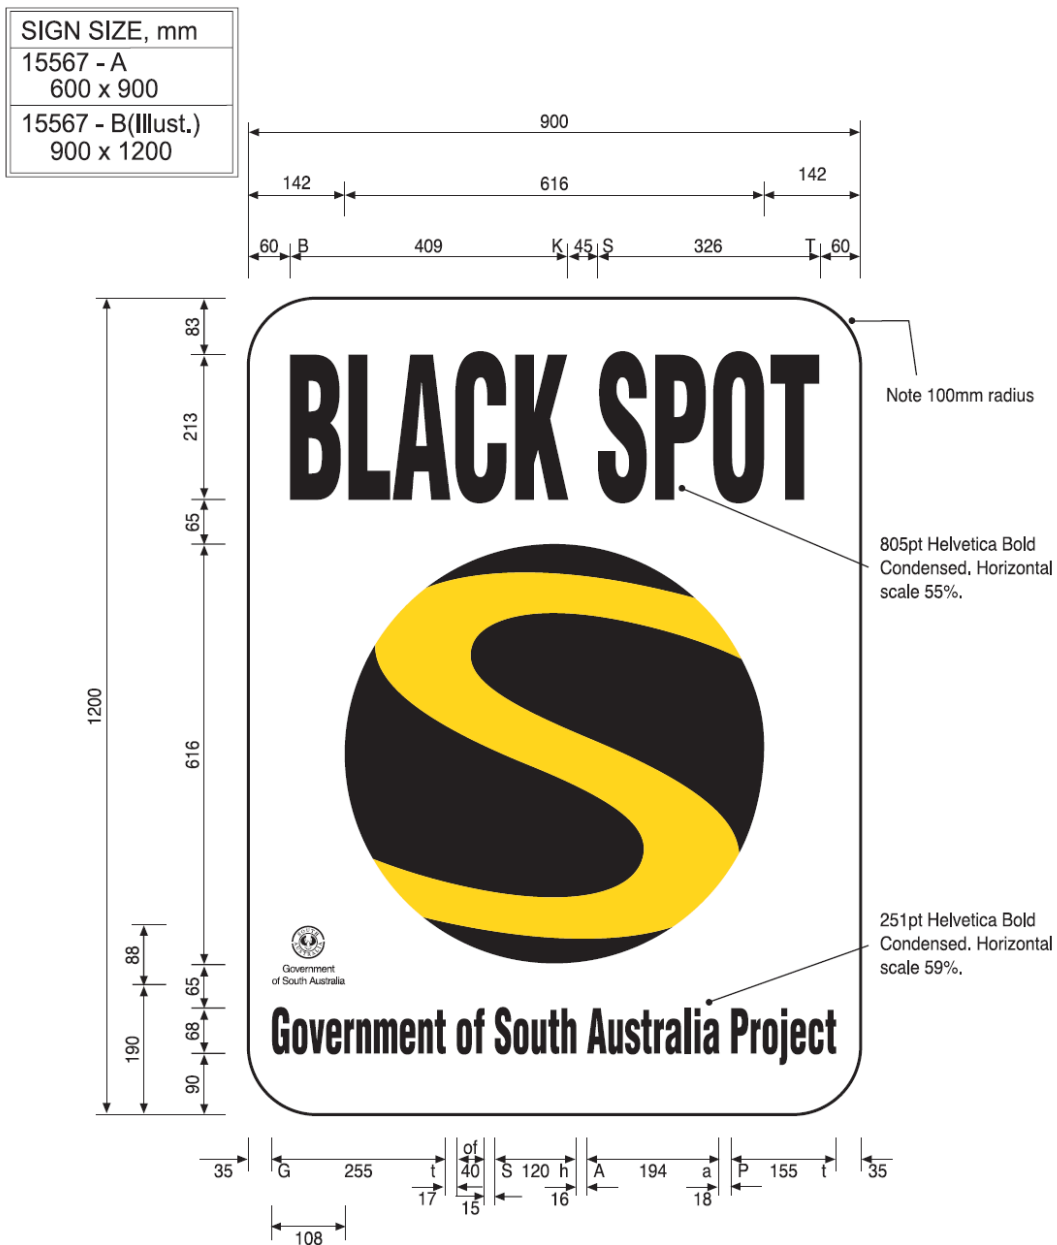 SIGN SIZE, mm
15567 - A
600 x 900
15567 - B(Illust.)
900 x 1200
900
142 616 142
60 B 409 K 45 S 326 T 60
83
213
65
616
65
68
90
1200
88
190
BLACK SPOT
Note 100mm radius
805pt Helvetica Bold
Condensed. Horizontal
scale 55%.
SOUTH
AUSTRALIA
Government
of South Australia
251pt Helvetica Bold
Condensed. Horizontal
scale 59%.
Government of South Australia Project
of
35 G 255 t 40 S 120 h A 194 a P 155 t 35
17 15 16 18
108